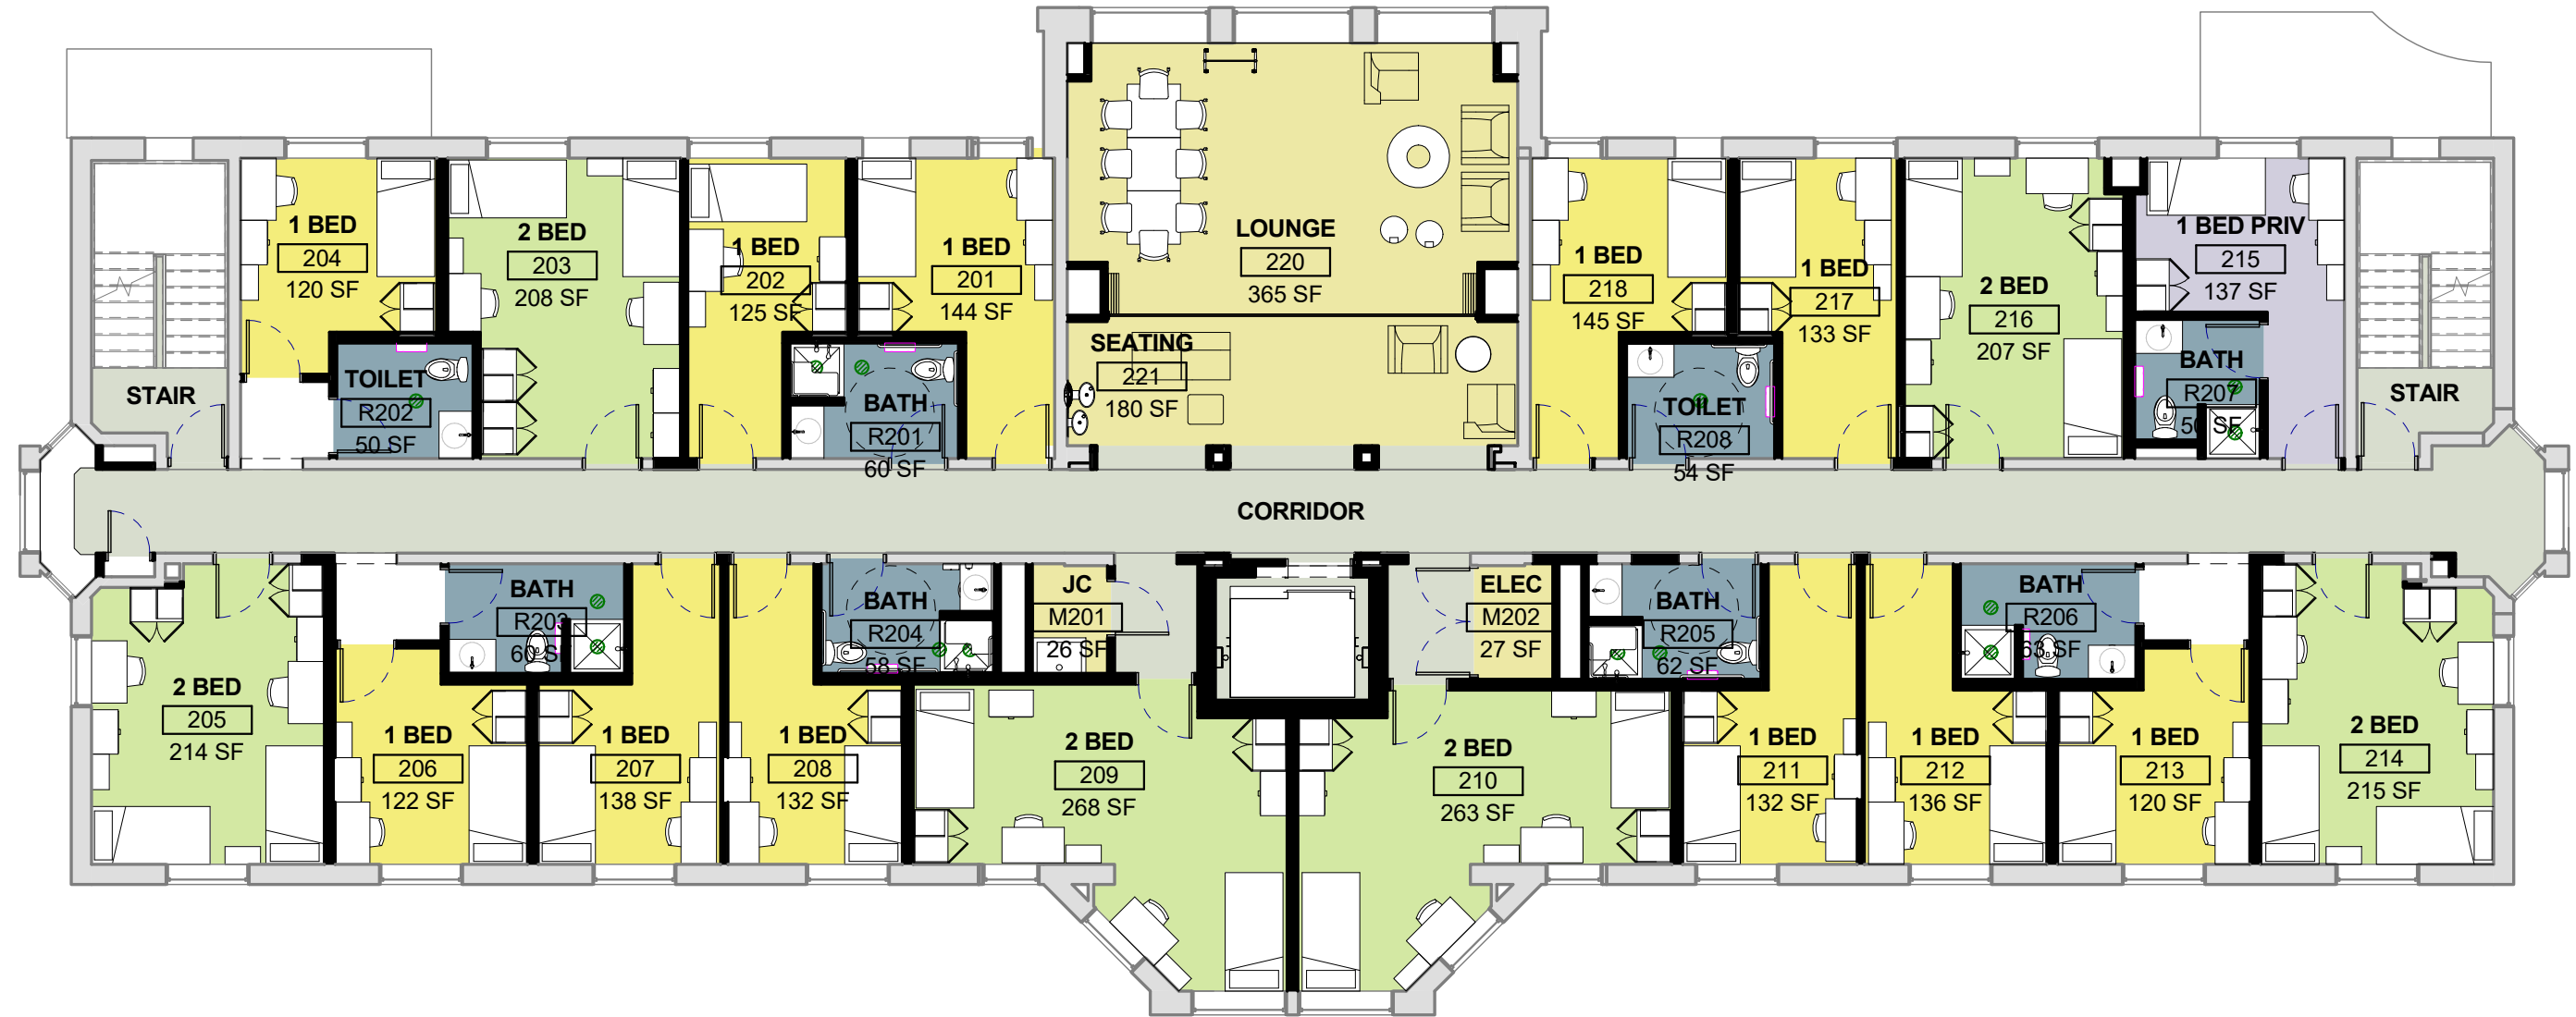 1 BED
204
120 SF
2 BED
203
208 SF
1 BED
202
125 SF
1 BED
201
144 SF
LOUNGE
220
365 SF
SEATING
221
180 SF
1 BED
218
145 SF
1 BED
217
133 SF
2 BED
216
207 SF
1 BED PRIV
215
137 SF
STAIR
TOILET
R202
50 SF
BATH
R201
60 SF
TOILET
R208
54 SF
BATH
R207
50 SF
STAIR
CORRIDOR
BATH
R203
60 SF
BATH
R204
58 SF
JC
M201
26 SF
ELEC
M202
27 SF
BATH
R205
62 SF
BATH
R206
63 SF
2 BED
205
214 SF
1 BED
206
122 SF
1 BED
207
138 SF
1 BED
208
132 SF
2 BED
209
268 SF
2 BED
210
263 SF
1 BED
211
132 SF
1 BED
212
136 SF
1 BED
213
120 SF
2 BED
214
215 SF